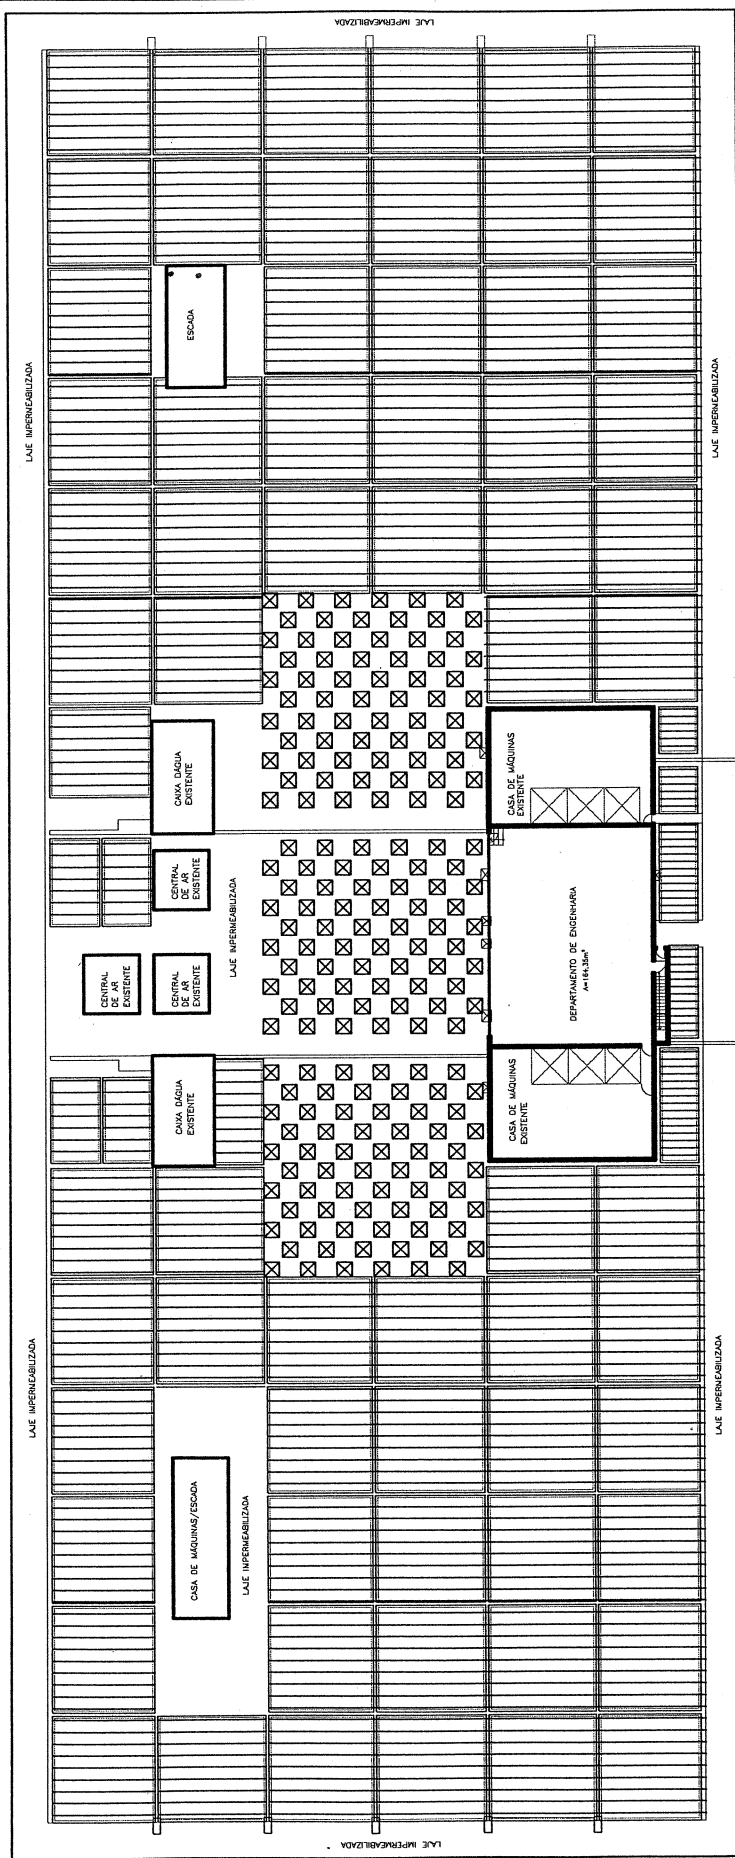 LAJE IMPERMEABILIZADA
ESCADA
LAJE IMPERMEABILIZADA
LAJE IMPERMEABILIZADA
CAIXA DÁGUA
EXISTENTE
CASA DE MÁQUINAS
EXISTENTE
CENTRAL
DE AR
EXISTENTE
LAJE IMPERMEABILIZADA
CENTRAL
DE AR
EXISTENTE
CENTRAL
DE AR
EXISTENTE
DEPARTAMENTO DE ENGENHARIA
A=164,35m²
CAIXA DÁGUA
EXISTENTE
CASA DE MÁQUINAS
EXISTENTE
LAJE IMPERMEABILIZADA
LAJE IMPERMEABILIZADA
CASA DE MÁQUINAS/ESCADA
LAJE IMPERMEABILIZADA
LAJE IMPERMEABILIZADA